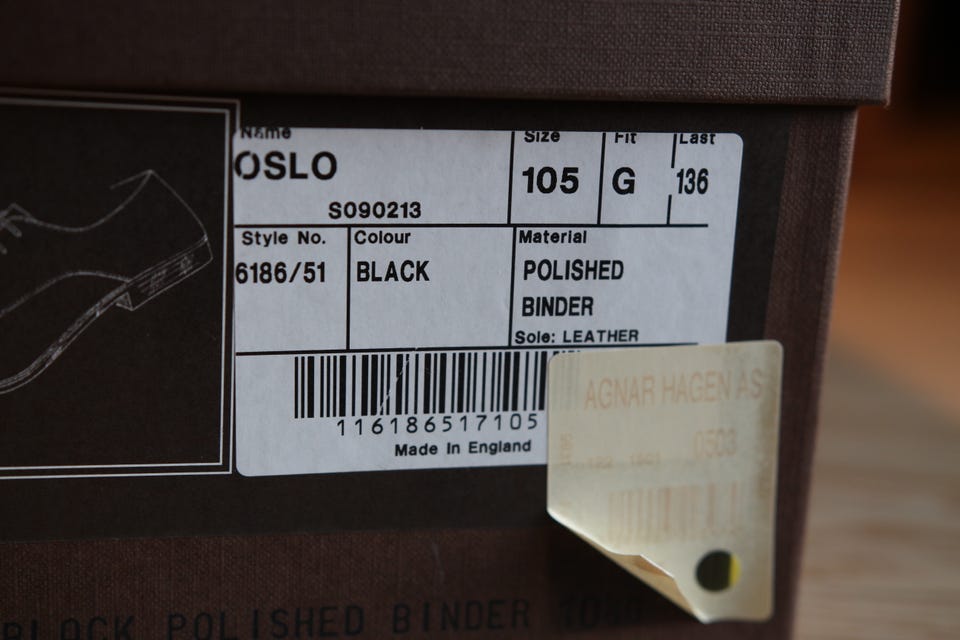 Name
OSLO
S090213
Size
105
Fit
G
Last
136
Style No.
6186/51
Colour
BLACK
Material
POLISHED
BINDER
Sole: LEATHER
116186517105
Made In England
AGNAR HAGEN AS
0503
BLOCK POLISHED BINDER